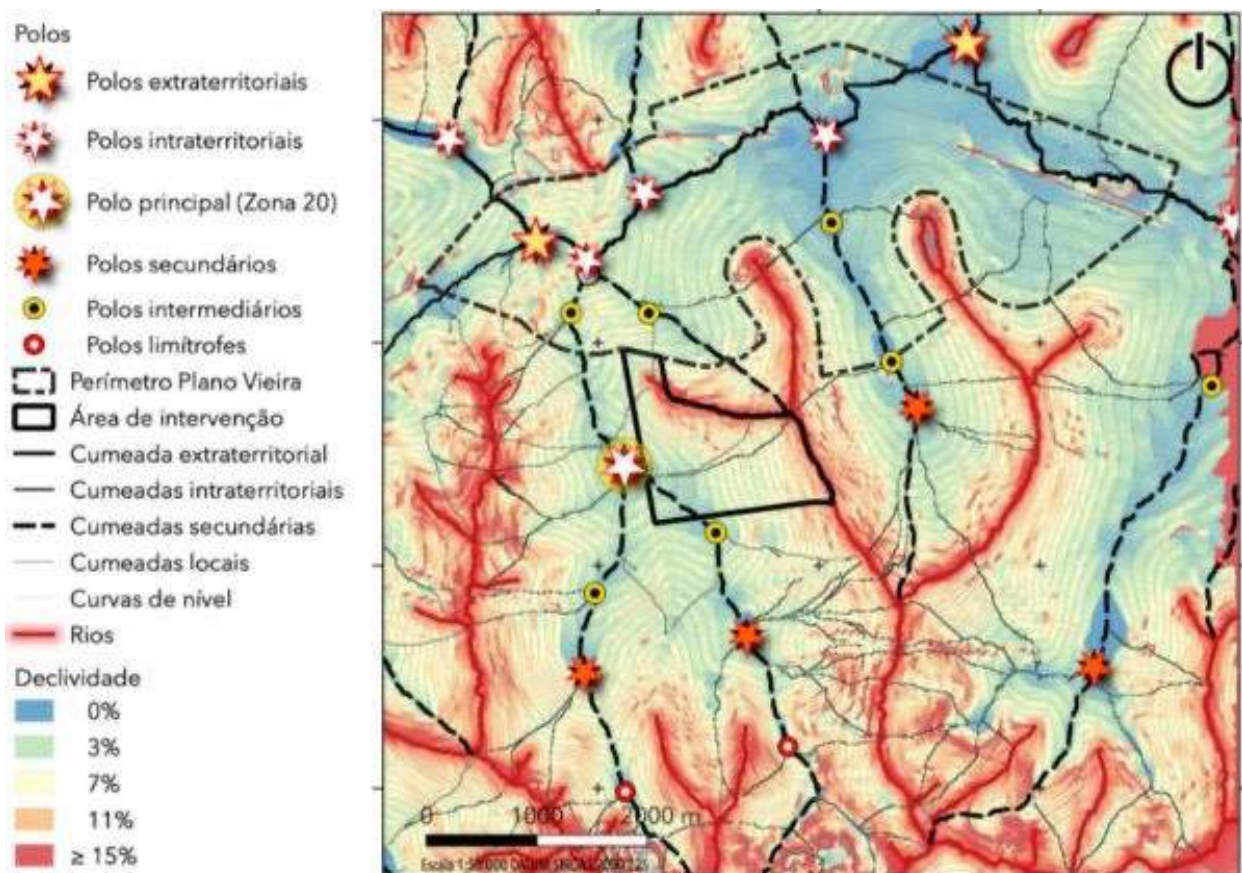 Polos
Polos extraterritoriais
Polos intraterritoriais
Polo principal (Zona 20)
Polos secundários
Polos intermediários
Polos limítrofes
Perímetro Plano Vieira
Área de intervenção
Cumeada extraterritorial
Cumeadas intraterritoriais
Cumeadas secundárias
Cumeadas locais
Curvas de nível
Rios
Declividade
0%
3%
7%
11%
≥ 15%
0 1000 2000 m
Escala DATUM